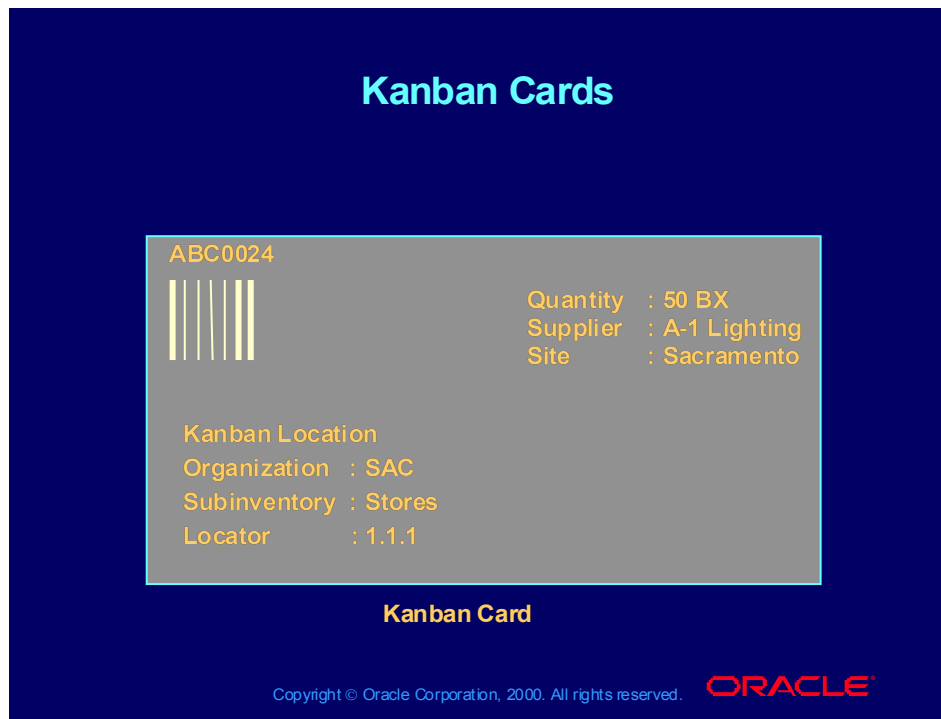 Kanban Cards
ABC0024
Quantity : 50 BX
Supplier : A-1 Lighting
Site : Sacramento
Kanban Location
Organization : SAC
Subinventory : Stores
Locator : 1.1.1
Kanban Card
Copyright © Oracle Corporation, 2000. All rights reserved.
ORACLE®